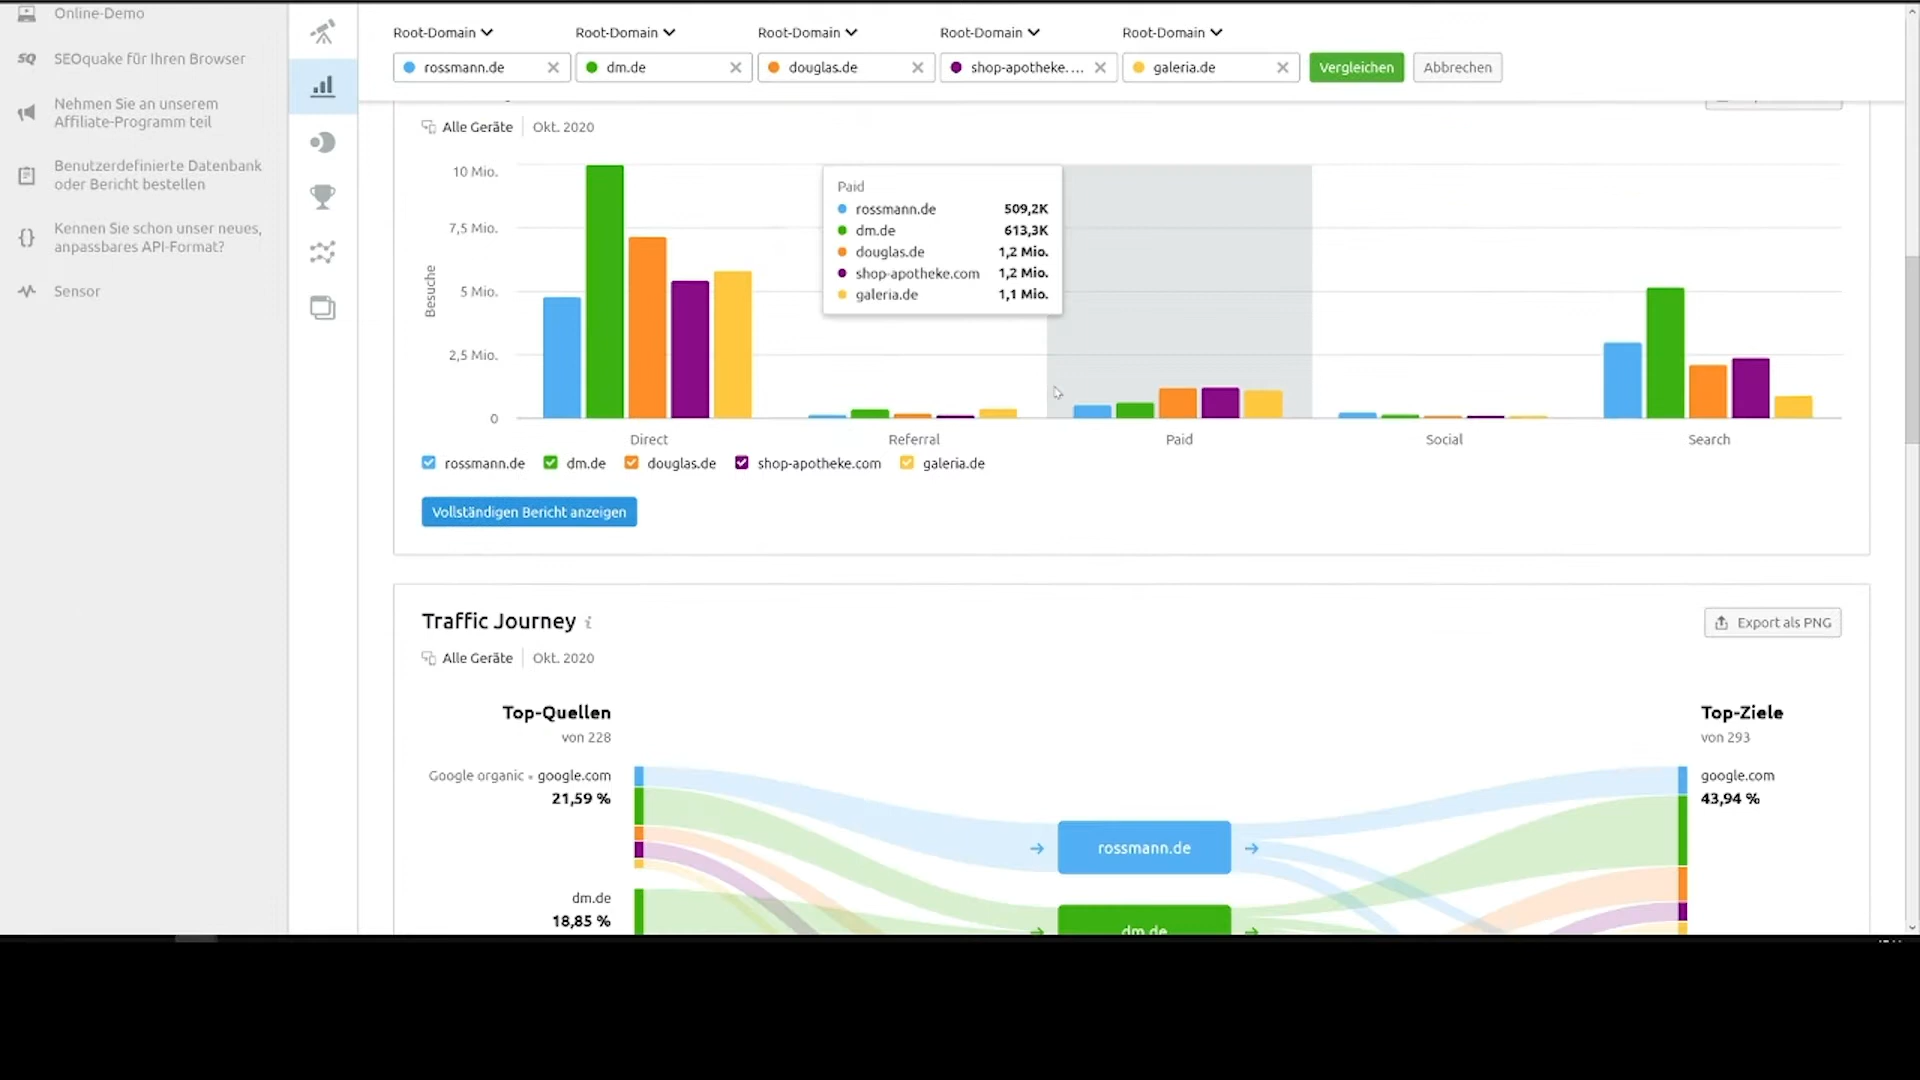 Online-Demo
SEOquake für Ihren Browser
Nehmen Sie an unserem
Affiliate-Programm teil
Benutzerdefinierte Datenbank
oder Bericht bestellen
Kennen Sie schon unser neues,
anpassbares API-Format?
Sensor
Root-Domain Root-Domain Root-Domain Root-Domain Root-Domain
rossmann.de dm.de douglas.de shop-apotheke.... galeria.de Vergleichen Abbrechen
Alle Geräte Okt. 2020
Besuche
10 Mio.
7,5 Mio.
5 Mio.
2,5 Mio.
0
Paid
rossmann.de 509,2K
dm.de 613,3K
douglas.de 1,2 Mio.
shop-apotheke.com 1,2 Mio.
galeria.de 1,1 Mio.
Direct Referral Paid Social Search
rossmann.de dm.de douglas.de shop-apotheke.com galeria.de
Vollständigen Bericht anzeigen
Traffic Journey i
Export als PNG
Alle Geräte Okt. 2020
Top-Quellen
von 228
Google organic • google.com
21,59 %
dm.de
18,85 %
rossmann.de
dm.de
Top-Ziele
von 293
google.com
43,94 %